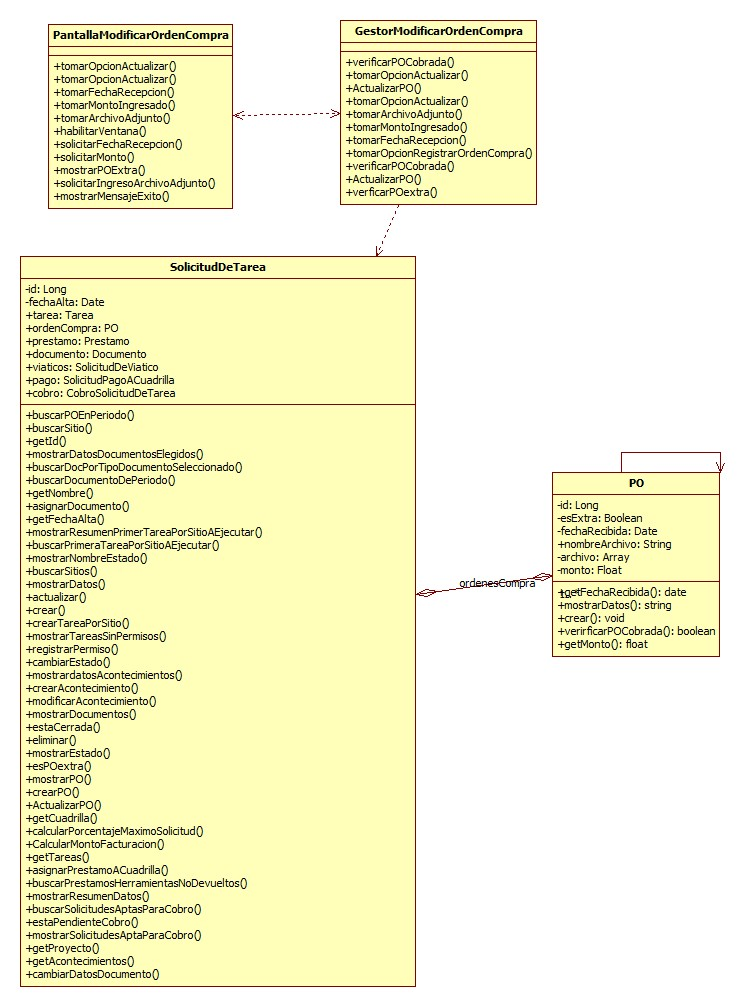 PantallaModificarOrdenCompra
+tomarOpcionActualizar()
+tomarOpcionActualizar()
+tomarFechaRecepcion()
+tomarMontoIngresado()
+tomarArchivoAdjunto()
+habilitarVentana()
+solicitarFechaRecepcion()
+solicitarMonto()
+mostrarPOExtra()
+solicitarIngresoArchivoAdjunto()
+mostrarMensajeExito()
GestorModificarOrdenCompra
+verificarPOCobrada()
+tomarOpcionActualizar()
+ActualizarPO()
+tomarOpcionActualizar()
+tomarArchivoAdjunto()
+tomarMontoIngresado()
+tomarFechaRecepcion()
+tomarOpcionRegistrarOrdenCompra()
+verificarPOCobrada()
+ActualizarPO()
+verficarPOextra()
SolicitudDeTarea
-id: Long
-fechaAlta: Date
+tarea: Tarea
+ordenCompra: PO
+prestamo: Prestamo
+documento: Documento
+viaticos: SolicitudDeViatico
+pago: SolicitudPagoACuadrilla
+cobro: CobroSolicitudDeTarea
+buscarPOEnPeriodo()
+buscarSitio()
+getId()
+mostrarDatosDocumentosElegidos()
+buscarDocPorTipoDocumentoSeleccionado()
+buscarDocumentoDePeriodo()
+getNombre()
+asignarDocumento()
+getFechaAlta()
+mostrarResumenPrimerTareaPorSitioAEjecutar()
+buscarPrimeraTareaPorSitioAEjecutar()
+mostrarNombreEstado()
+buscarSitios()
+mostrarDatos()
+actualizar()
+crear()
+crearTareaPorSitio()
+mostrarTareasSinPermisos()
+registrarPermiso()
+cambiarEstado()
+mostrardatosAcontecimientos()
+crearAcontecimiento()
+modificarAcontecimiento()
+mostrarDocumentos()
+estaCerrada()
+eliminar()
+mostrarEstado()
+esPOextra()
+mostrarPO()
+crearPO()
+ActualizarPO()
+getCuadrilla()
+calcularPorcentajeMaximoSolicitud()
+CalcularMontoFacturacion()
+getTareas()
+asignarPrestamoACuadrilla()
+buscarPrestamosHerramientasNoDevueltos()
+mostrarResumenDatos()
+buscarSolicitudesAptasParaCobro()
+estaPendienteCobro()
+mostrarSolicitudesAptaParaCobro()
+getProyecto()
+getAcontecimientos()
+cambiarDatosDocumento()
ordenesCompra
PO
-id: Long
-esExtra: Boolean
-fechaRecibida: Date
+nombreArchivo: String
-archivo: Array
-monto: Float
+getFechaRecibida(): date
+mostrarDatos(): string
+crear(): void
+verirficarPOCobrada(): boolean
+getMonto(): float